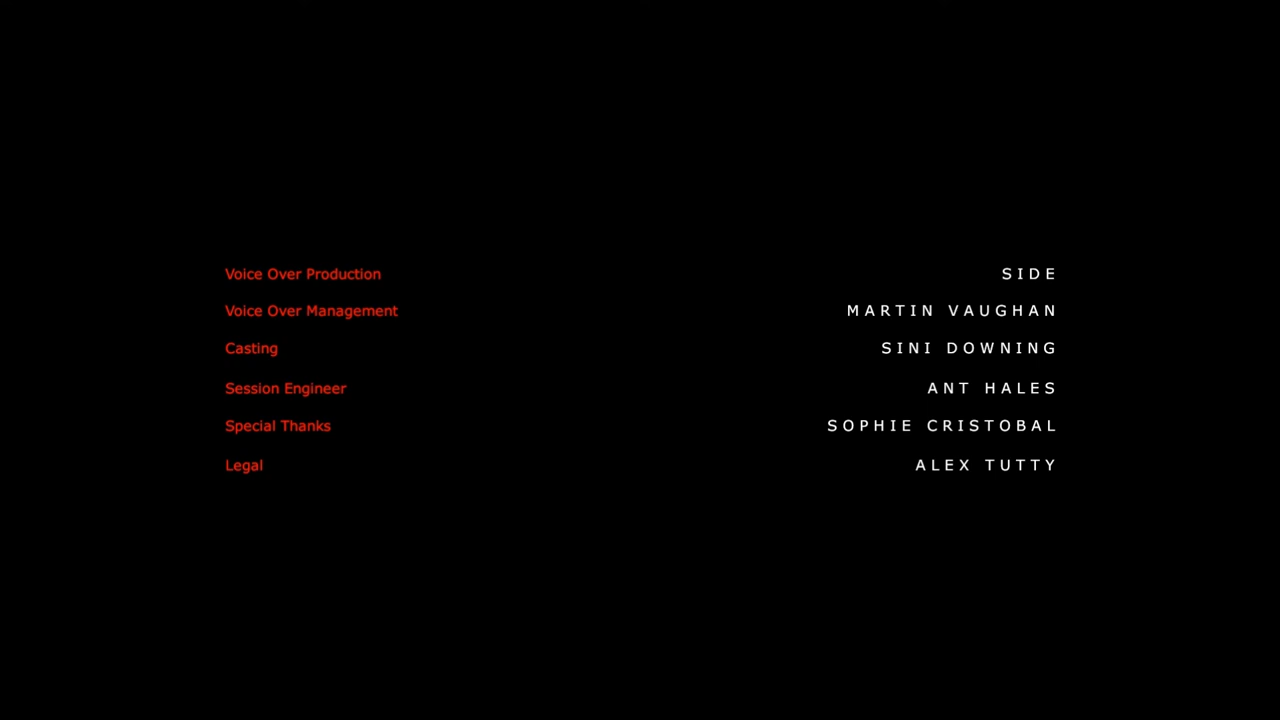 Voice Over Production SIDE
Voice Over Management MARTIN VAUGHAN
Casting SINI DOWNING
Session Engineer ANT HALES
Special Thanks SOPHIE CRISTOBAL
Legal ALEX TUTTY